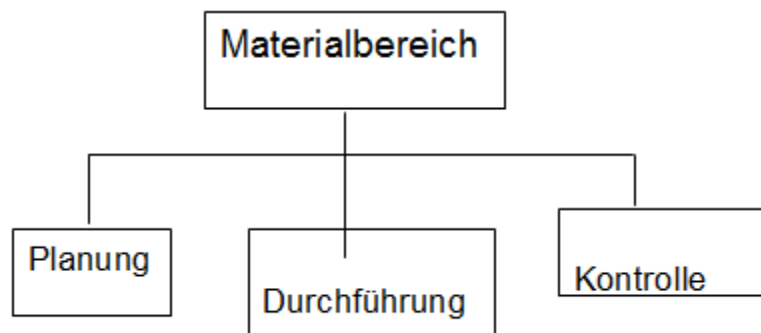 Materialbereich
Planung
Durchführung
Kontrolle